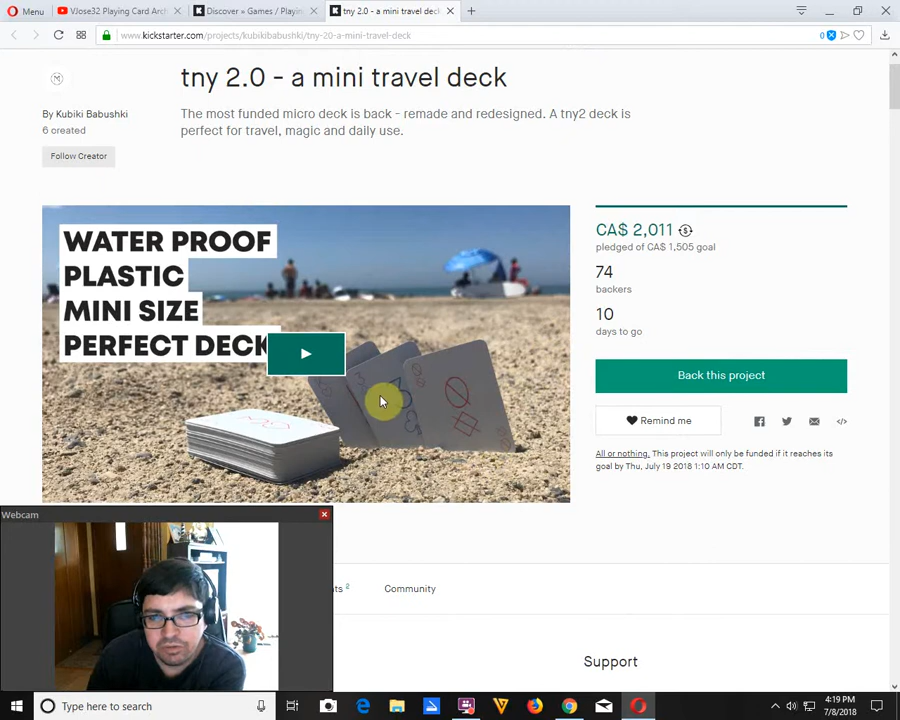 Menu
VJose32 Playing Card Arch
Discover » Games / Playin
tny 2.0 - a mini travel deck
www.kickstarter.com/projects/kubikibabushki/tny-20-a-mini-travel-deck
0
tny 2.0 - a mini travel deck
By Kubiki Babushki
6 created
The most funded micro deck is back - remade and redesigned. A tny2 deck is
perfect for travel, magic and daily use.
Follow Creator
WATER PROOF
PLASTIC
MINI SIZE
PERFECT DECK
CA$ 2,011
pledged of CA$ 1,505 goal
74
backers
10
days to go
Back this project
Remind me
All or nothing. This project will only be funded if it reaches its
goal by Thu, July 19 2018 1:10 AM CDT.
Webcam
2
Community
Support
Type here to search
4:19 PM
7/8/2018